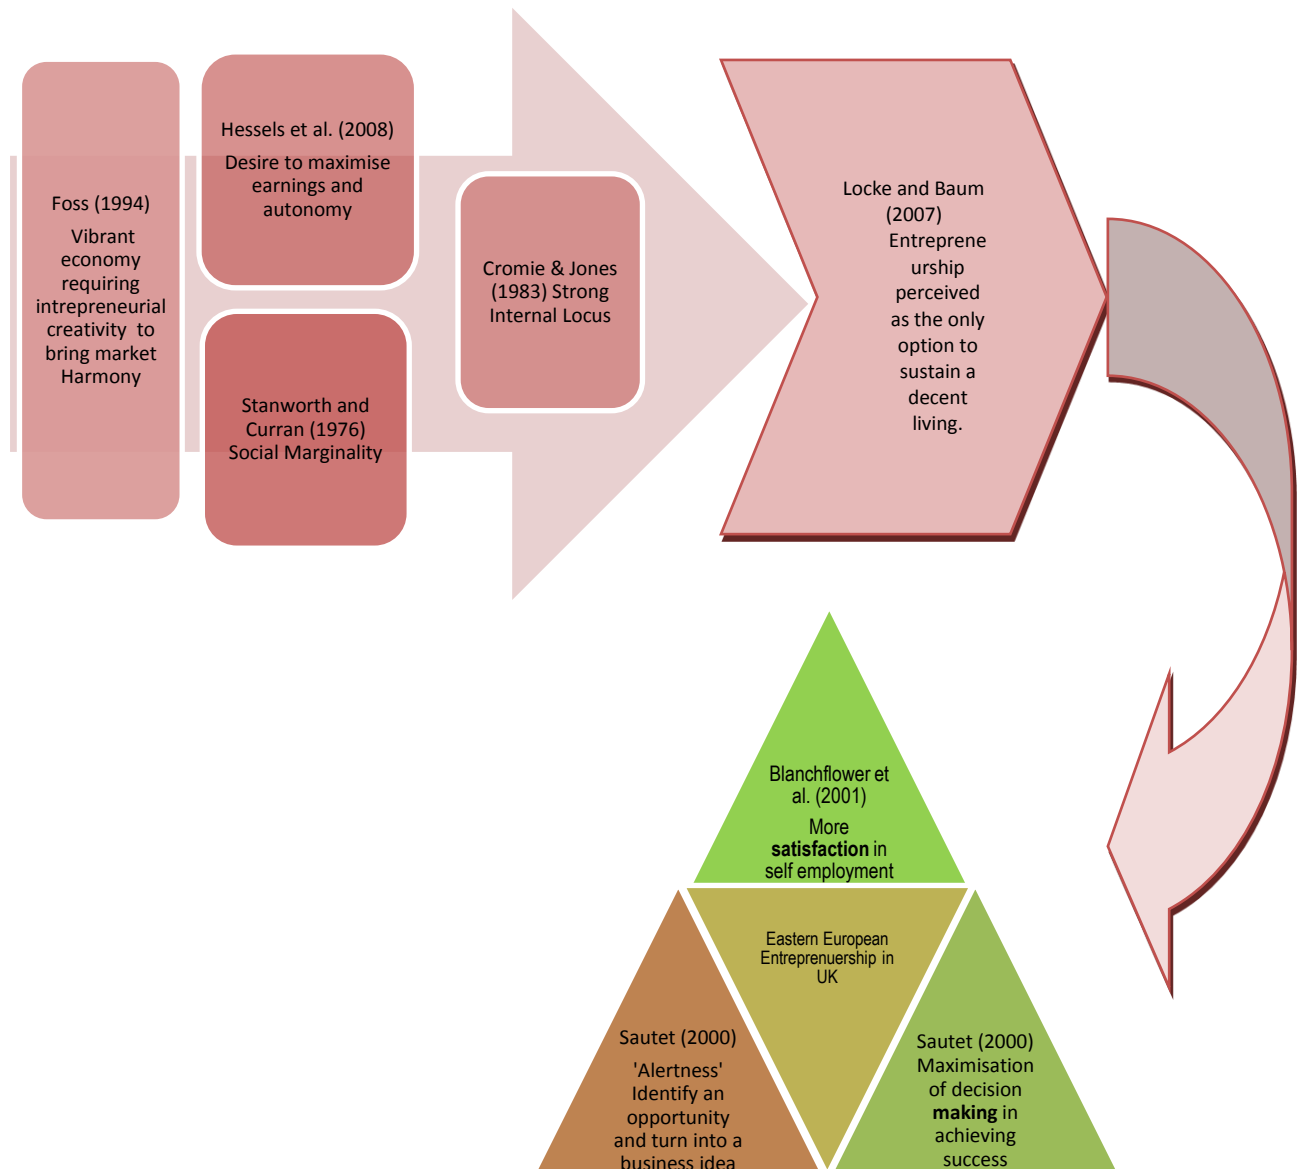 Foss (1994)
Vibrant
economy
requiring
intrepreneurial
creativity to
bring market
Harmony
Hessels et al. (2008)
Desire to maximise
earnings and
autonomy
Stanworth and
Curran (1976)
Social Marginality
Cromie & Jones
(1983) Strong
Internal Locus
Locke and Baum
(2007)
Entreprene
urship
perceived
as the only
option to
sustain a
decent
living.
Blanchflower et
al. (2001)
More
satisfaction in
self employment
Eastern European
Entreprenuership in
UK
Sautet (2000)
'Alertness'
Identify an
opportunity
and turn into a
business idea
Sautet (2000)
Maximisation
of decision
making in
achieving
success